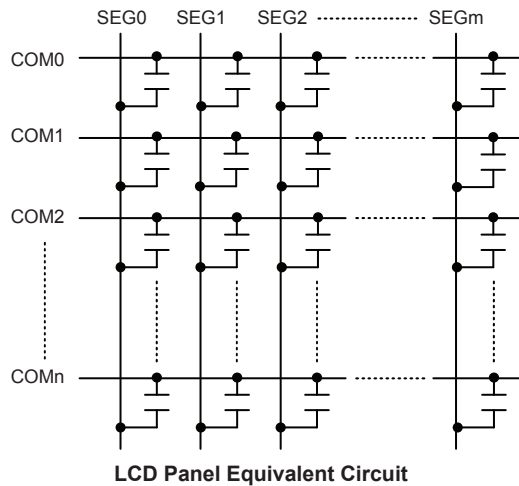 SEG0 SEG1 SEG2 SEGm
COM0
COM1
COM2
COMn
LCD Panel Equivalent Circuit